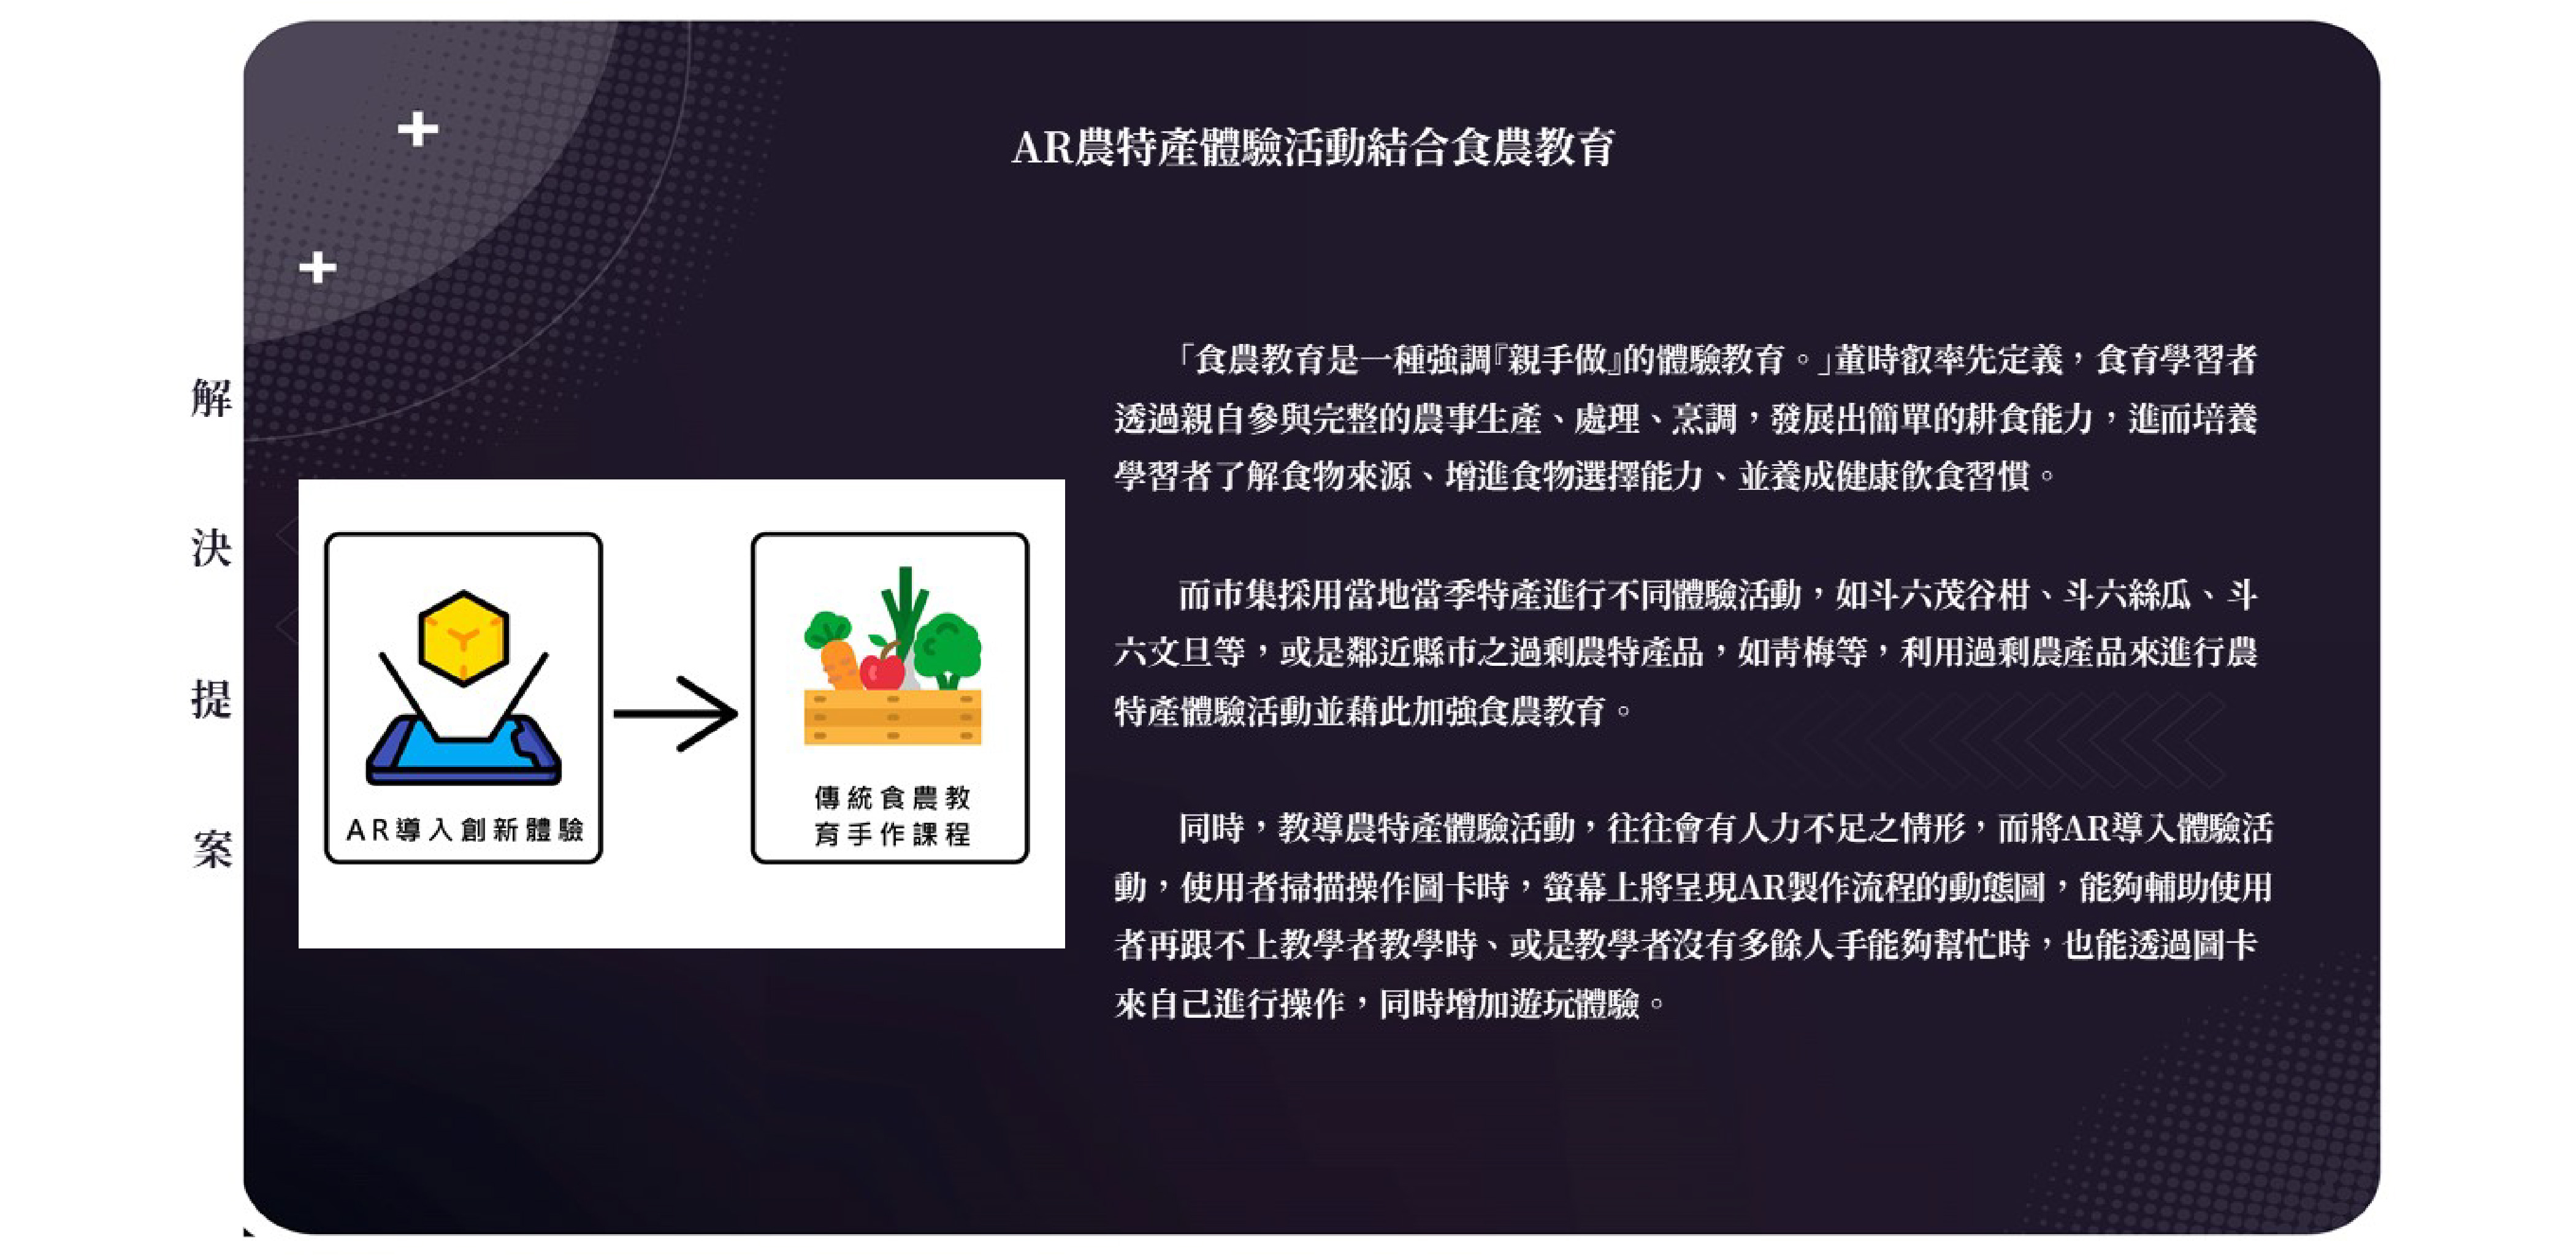 AR農特產體驗活動結合食農教育
解
決
提
案
AR導入創新體驗
傳統食農教
育手作課程
「食農教育是一種強調『親手做』的體驗教育。」董時叡率先定義，食育學習者
透過親自參與完整的農事生產、處理、烹調，發展出簡單的耕食能力，進而培養
學習者了解食物來源、增進食物選擇能力、並養成健康飲食習慣。
而市集採用當地當季特產進行不同體驗活動，如斗六茂谷柑、斗六絲瓜、斗
六文旦等，或是鄰近縣市之過剩農特產品，如青梅等，利用過剩農產品來進行農
特產體驗活動並藉此加強食農教育。
同時，教導農特產體驗活動，往往會有人力不足之情形，而將AR導入體驗活
動，使用者掃描操作圖卡時，螢幕上將呈現AR製作流程的動態圖，能夠輔助使用
者再跟不上教學者教學時、或是教學者沒有多餘人手能夠幫忙時，也能透過圖卡
來自己進行操作，同時增加遊玩體驗。